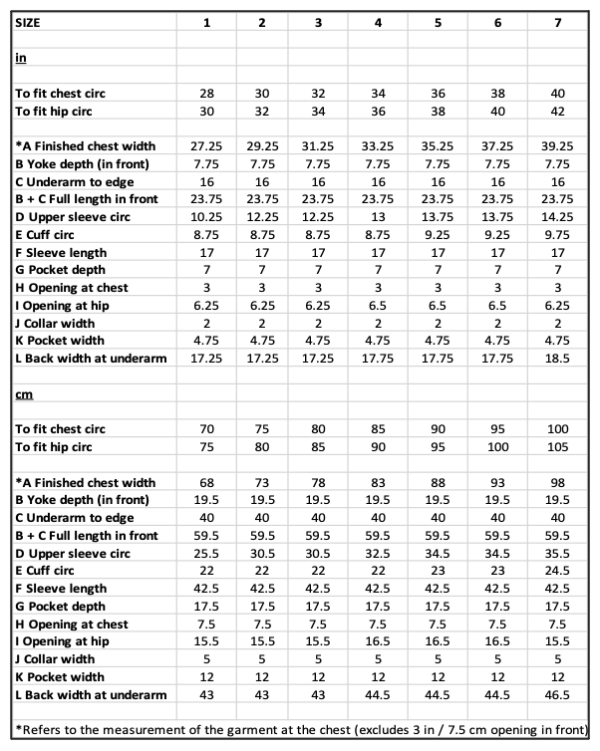 SIZE 1 2 3 4 5 6 7
in
To fit chest circ 28 30 32 34 36 38 40
To fit hip circ 30 32 34 36 38 40 42
*A Finished chest width 27.25 29.25 31.25 33.25 35.25 37.25 39.25
B Yoke depth (in front) 7.75 7.75 7.75 7.75 7.75 7.75 7.75
C Underarm to edge 16 16 16 16 16 16 16
B + C Full length in front 23.75 23.75 23.75 23.75 23.75 23.75 23.75
D Upper sleeve circ 10.25 12.25 12.25 13 13.75 13.75 14.25
E Cuff circ 8.75 8.75 8.75 8.75 9.25 9.25 9.75
F Sleeve length 17 17 17 17 17 17 17
G Pocket depth 7 7 7 7 7 7 7
H Opening at chest 3 3 3 3 3 3 3
I Opening at hip 6.25 6.25 6.25 6.5 6.5 6.5 6.25
J Collar width 2 2 2 2 2 2 2
K Pocket width 4.75 4.75 4.75 4.75 4.75 4.75 4.75
L Back width at underarm 17.25 17.25 17.25 17.75 17.75 17.75 18.5
cm
To fit chest circ 70 75 80 85 90 95 100
To fit hip circ 75 80 85 90 95 100 105
*A Finished chest width 68 73 78 83 88 93 98
B Yoke depth (in front) 19.5 19.5 19.5 19.5 19.5 19.5 19.5
C Underarm to edge 40 40 40 40 40 40 40
B + C Full length in front 59.5 59.5 59.5 59.5 59.5 59.5 59.5
D Upper sleeve circ 25.5 30.5 30.5 32.5 34.5 34.5 35.5
E Cuff circ 22 22 22 22 23 23 24.5
F Sleeve length 42.5 42.5 42.5 42.5 42.5 42.5 42.5
G Pocket depth 17.5 17.5 17.5 17.5 17.5 17.5 17.5
H Opening at chest 7.5 7.5 7.5 7.5 7.5 7.5 7.5
I Opening at hip 15.5 15.5 15.5 16.5 16.5 16.5 15.5
J Collar width 5 5 5 5 5 5 5
K Pocket width 12 12 12 12 12 12 12
L Back width at underarm 43 43 43 44.5 44.5 44.5 46.5
*Refers to the measurement of the garment at the chest (excludes 3 in / 7.5 cm opening in front)